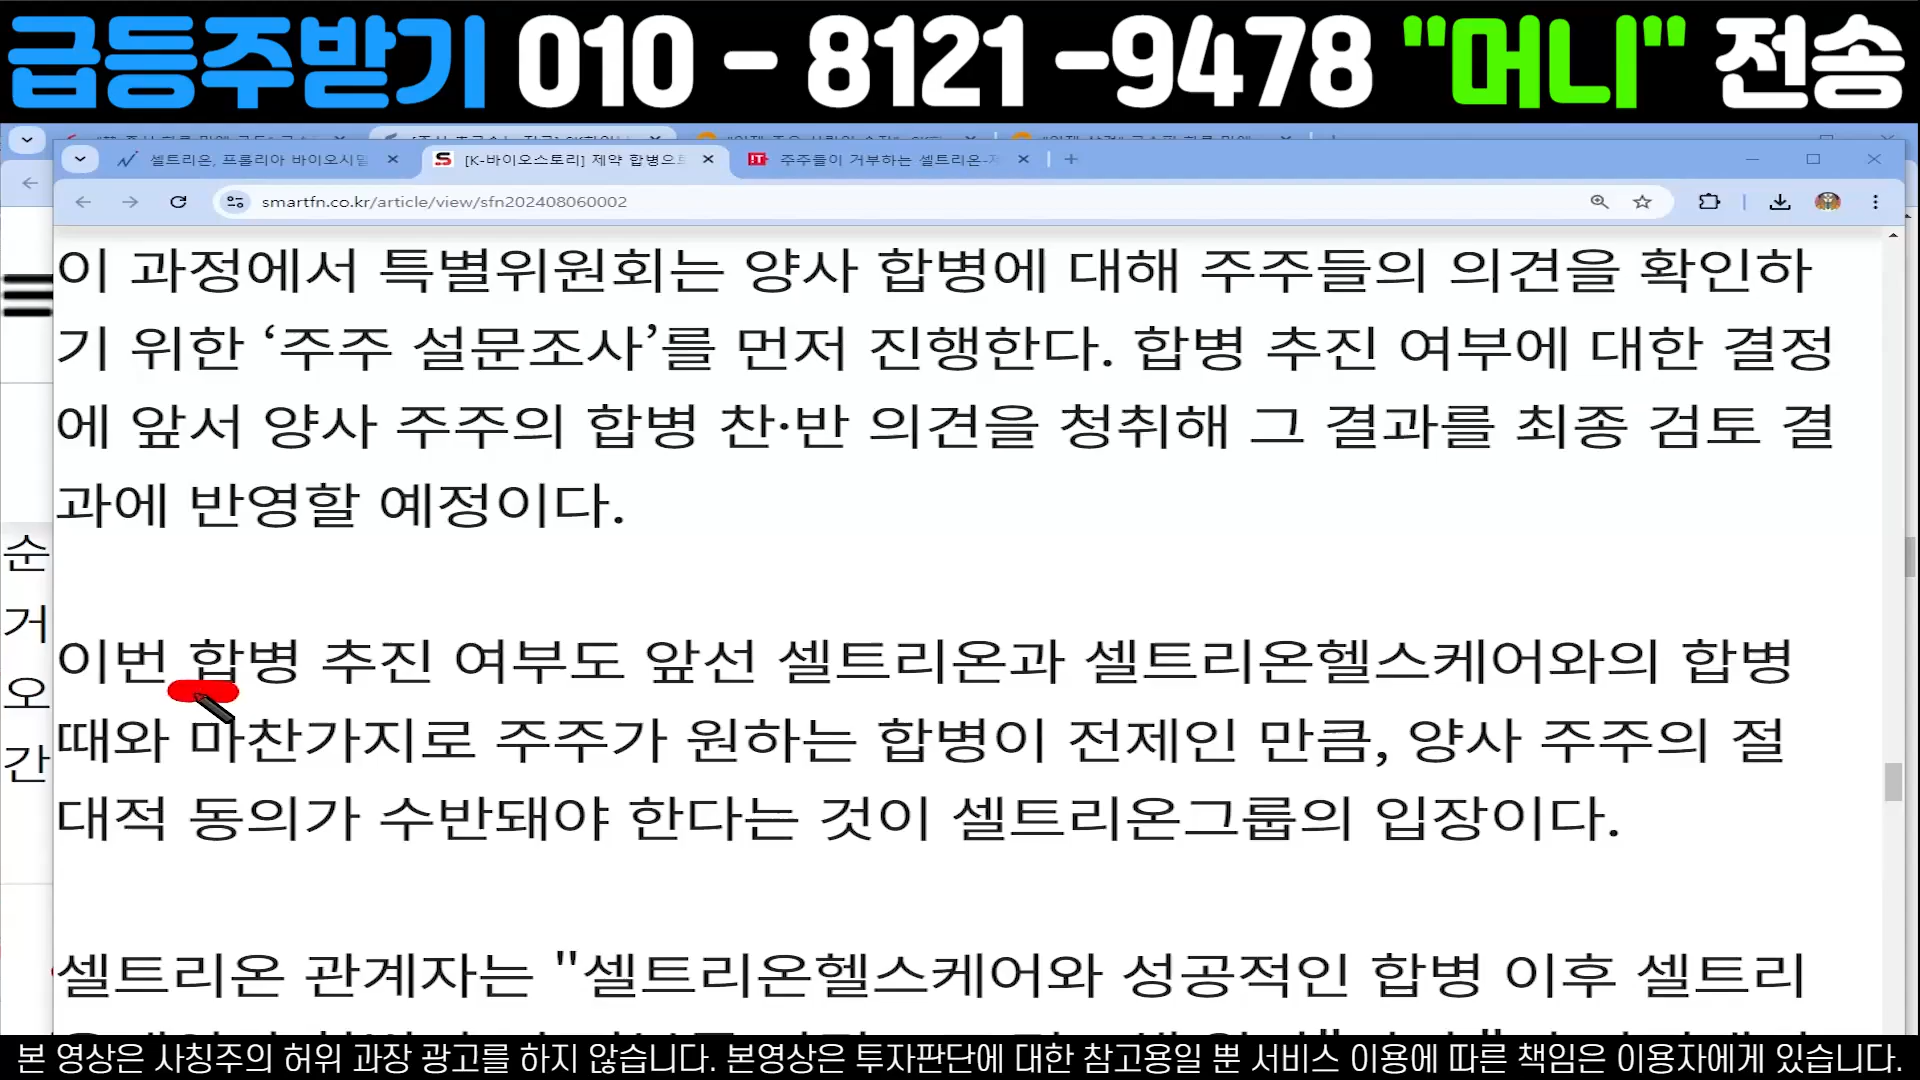 급등주받기 010 - 8121 -9478 "머니" 전송
셀트리온, 프롤리아 바이오시밀
[K-바이오스토리] 제약 합병으로
주주들이 거부하는 셀트리온-제
smartfn.co.kr/article/view/sfn202408060002
이 과정에서 특별위원회는 양사 합병에 대해 주주들의 의견을 확인하
기 위한 ‘주주 설문조사’를 먼저 진행한다. 합병 추진 여부에 대한 결정
에 앞서 양사 주주의 합병 찬·반 의견을 청취해 그 결과를 최종 검토 결
과에 반영할 예정이다.
순
거
오
간
이번 합병 추진 여부도 앞선 셀트리온과 셀트리온헬스케어와의 합병
때와 마찬가지로 주주가 원하는 합병이 전제인 만큼, 양사 주주의 절
대적 동의가 수반돼야 한다는 것이 셀트리온그룹의 입장이다.
셀트리온 관계자는 "셀트리온헬스케어와 성공적인 합병 이후 셀트리
본 영상은 사칭주의 허위 과장 광고를 하지 않습니다. 본영상은 투자판단에 대한 참고용일 뿐 서비스 이용에 따른 책임은 이용자에게 있습니다.